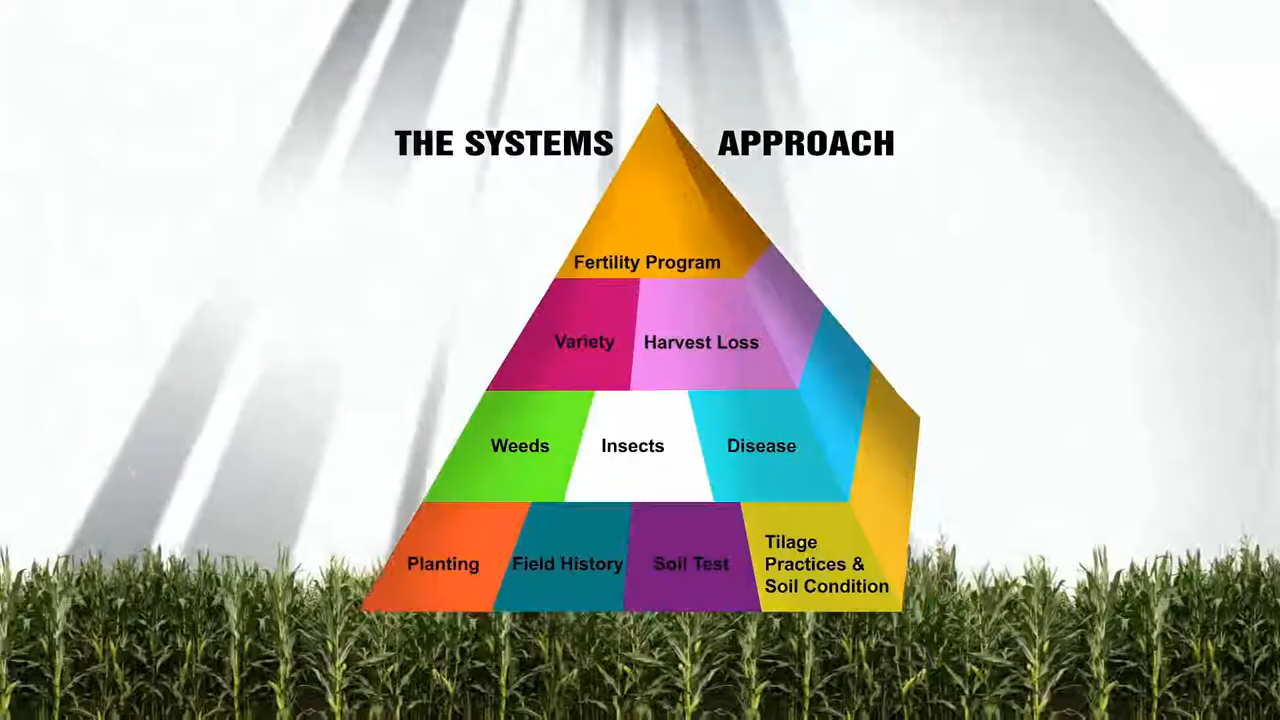 THE SYSTEMS APPROACH
Fertility Program
Variety
Harvest Loss
Weeds
Insects
Disease
Planting
Field History
Soil Test
Tilage
Practices &
Soil Condition